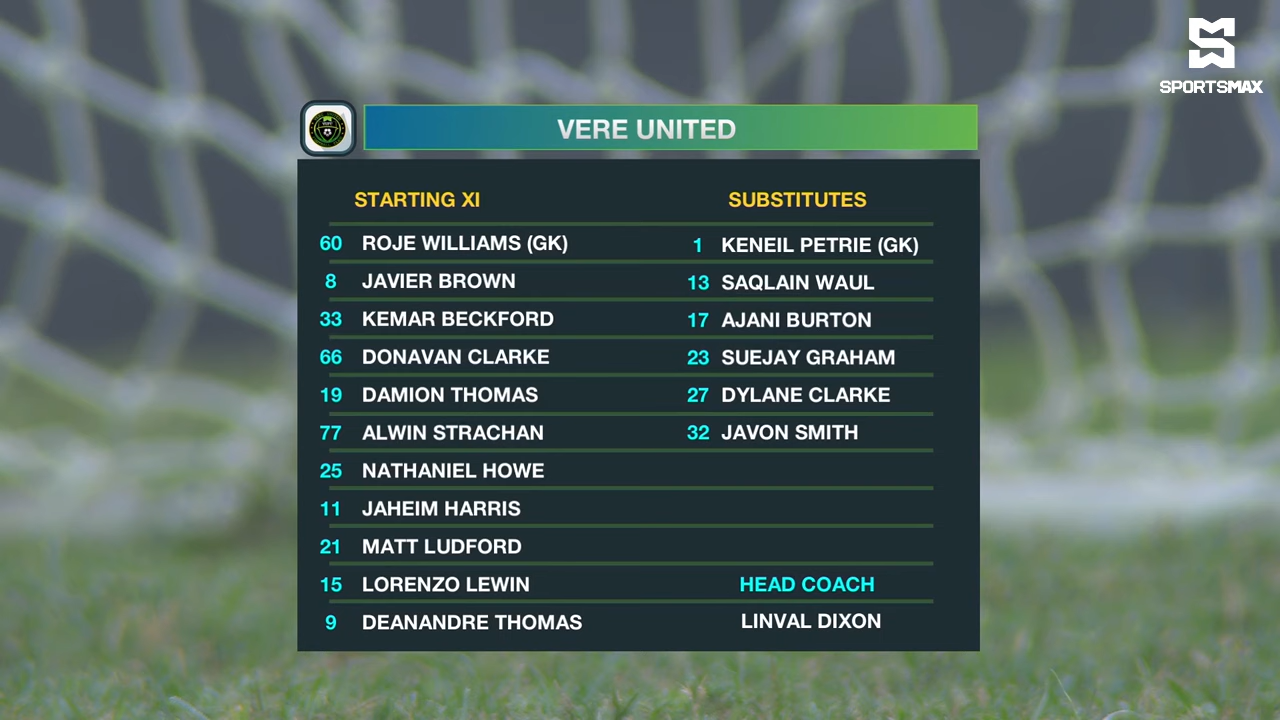 SPORTSMAX
VERE UNITED
STARTING XI
60 ROJE WILLIAMS (GK)
8 JAVIER BROWN
33 KEMAR BECKFORD
66 DONAVAN CLARKE
19 DAMION THOMAS
77 ALWIN STRACHAN
25 NATHANIEL HOWE
11 JAHEIM HARRIS
21 MATT LUDFORD
15 LORENZO LEWIN
9 DEANANDRE THOMAS
SUBSTITUTES
1 KENEIL PETRIE (GK)
13 SAQLAIN WAUL
17 AJANI BURTON
23 SUEJAY GRAHAM
27 DYLANE CLARKE
32 JAVON SMITH
HEAD COACH
LINVAL DIXON